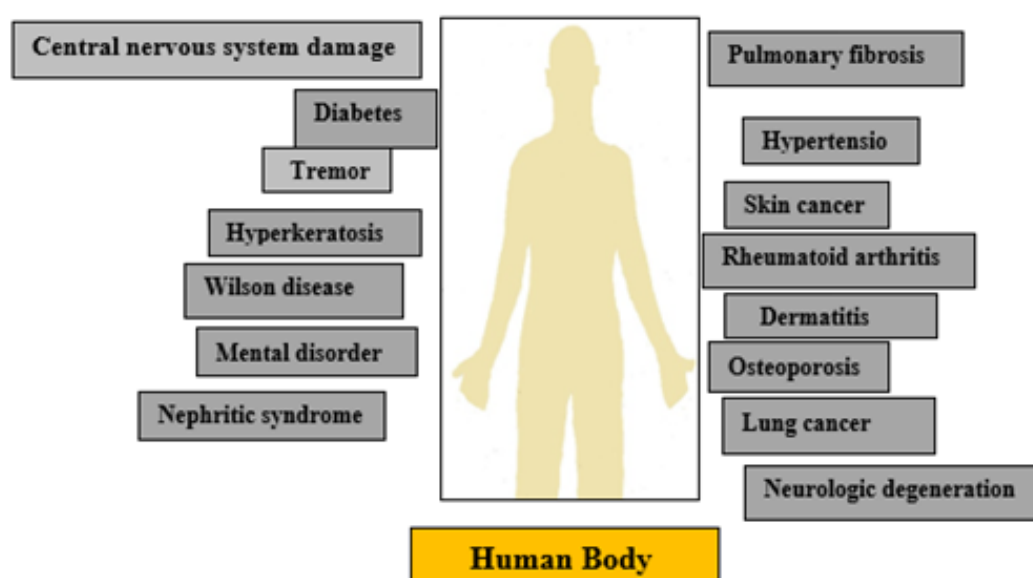 Central nervous system damage
Diabetes
Tremor
Hyperkeratosis
Wilson disease
Mental disorder
Nephritic syndrome
Pulmonary fibrosis
Hypertensio
Skin cancer
Rheumatoid arthritis
Dermatitis
Osteoporosis
Lung cancer
Neurologic degeneration
Human Body